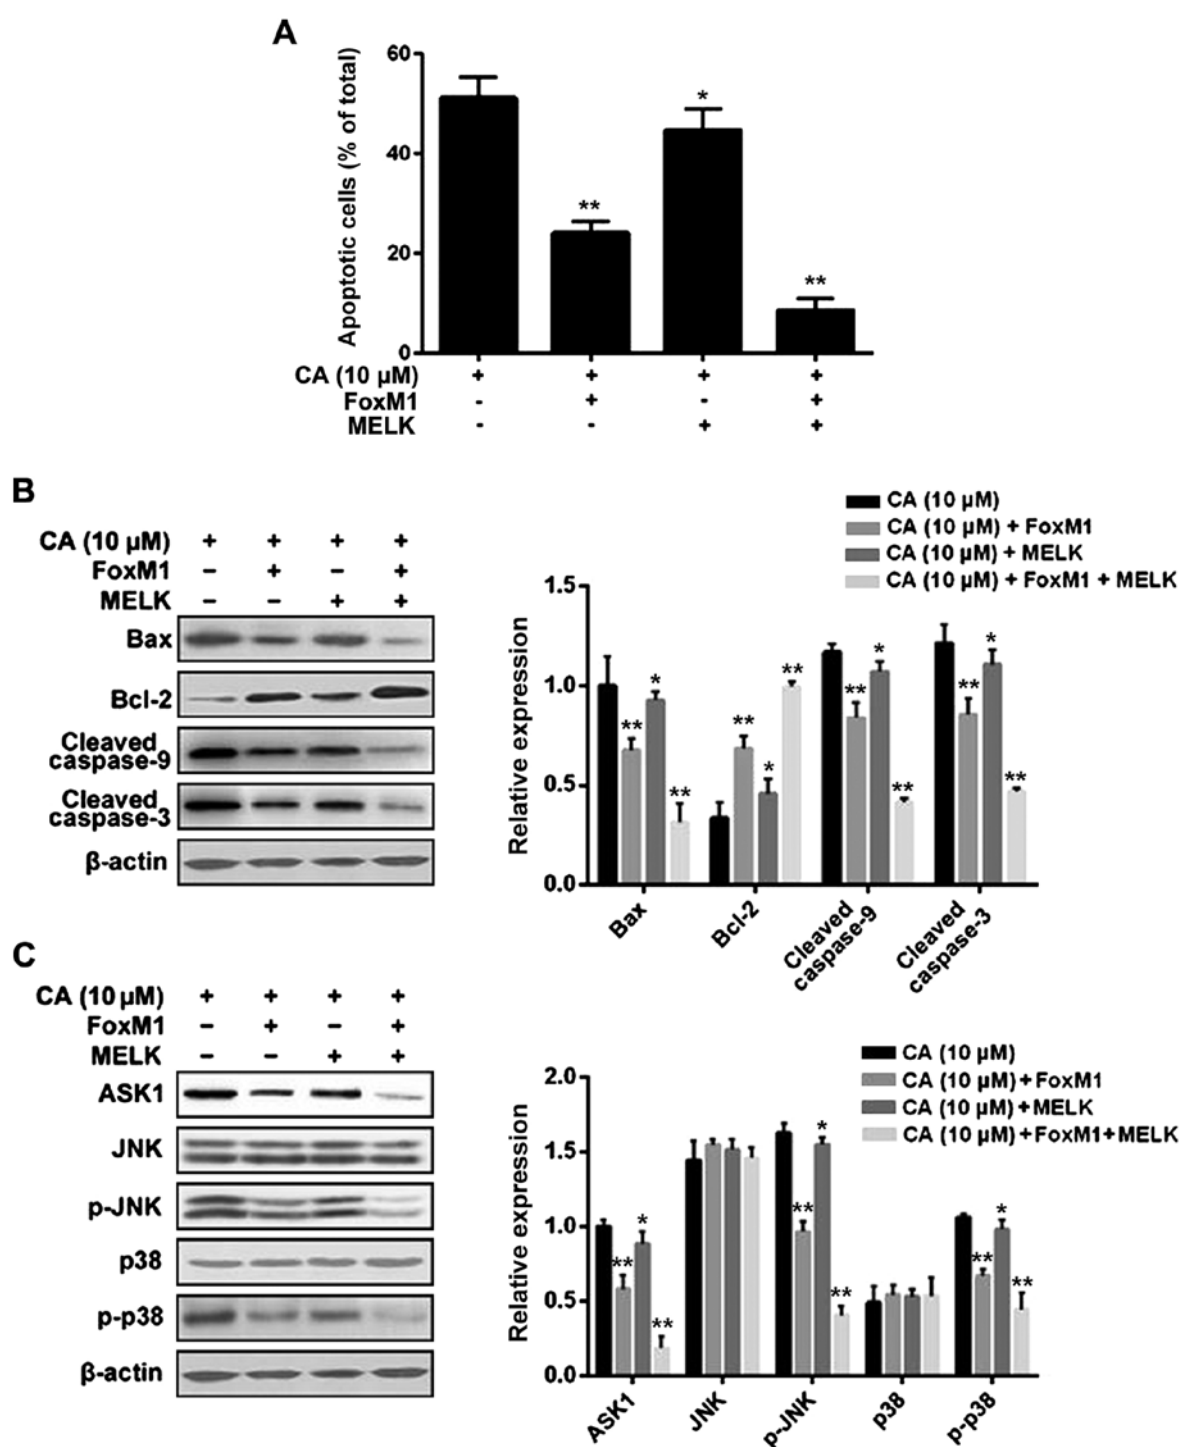 A
Apoptotic cells (% of total)
60
40
20
0
*
**
**
CA (10 µM) + + + +
FoxM1 - + - +
MELK - - + +
B
CA (10 µM) + + + +
FoxM1 - + - +
MELK - - + +
Bax
Bcl-2
Cleaved
caspase-9
Cleaved
caspase-3
β-actin
CA (10 µM)
CA (10 µM) + FoxM1
CA (10 µM) + MELK
CA (10 µM) + FoxM1 + MELK
Relative expression
1.5
1.0
0.5
0.0
** * **
** * **
** * **
** * **
Bax
Bcl-2
Cleaved
caspase-9
Cleaved
caspase-3
C
CA (10 µM) + + + +
FoxM1 - + - +
MELK - - + +
ASK1
JNK
p-JNK
p38
p-p38
β-actin
CA (10 µM)
CA (10 µM) + FoxM1
CA (10 µM) + MELK
CA (10 µM) + FoxM1 + MELK
Relative expression
2.0
1.5
1.0
0.5
0.0
** * **
** * **
** * **
ASK1
JNK
p-JNK
p38
p-p38